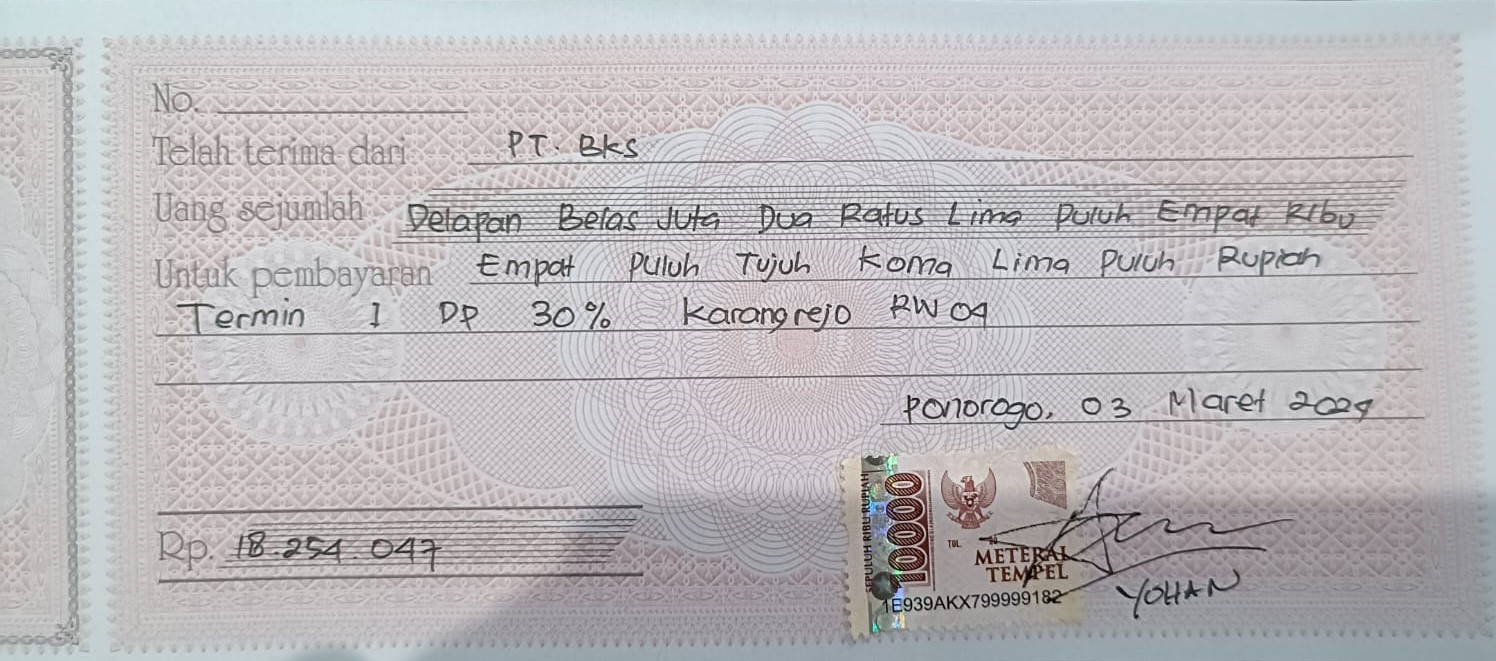 No.
Telah terima dari PT. Bks
Uang sejumlah Delapan Belas Juta Dua Ratus Lima Puluh Empat Ribu
Untuk pembayaran Empat Puluh Tujuh Koma Lima Puluh Rupiah
Termin I DP 30% Karangrejo RW 04
Ponorogo, 03 Maret 2024
Rp. 18.254.047
SEPULUH RIBU RUPIAH
10000
TGL. 20
METERAI
TEMPEL
1E939AKX799999182
YOHAN